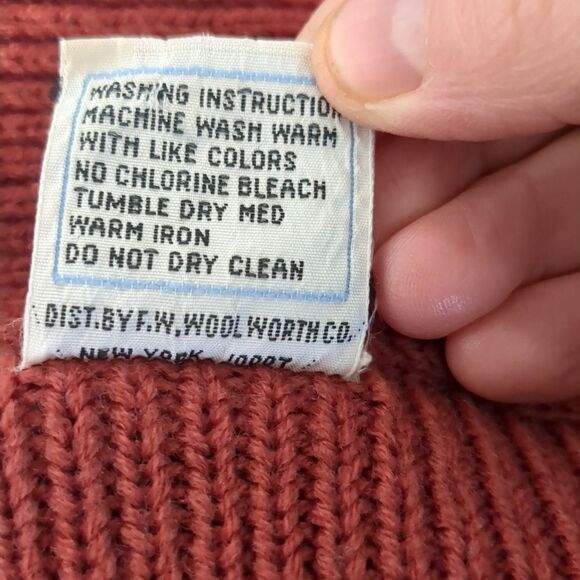 WASHING INSTRUCTION
MACHINE WASH WARM
WITH LIKE COLORS
NO CHLORINE BLEACH
TUMBLE DRY MED
WARM IRON
DO NOT DRY CLEAN
DIST.BY F.W.WOOLWORTH CO.
NEW YORK